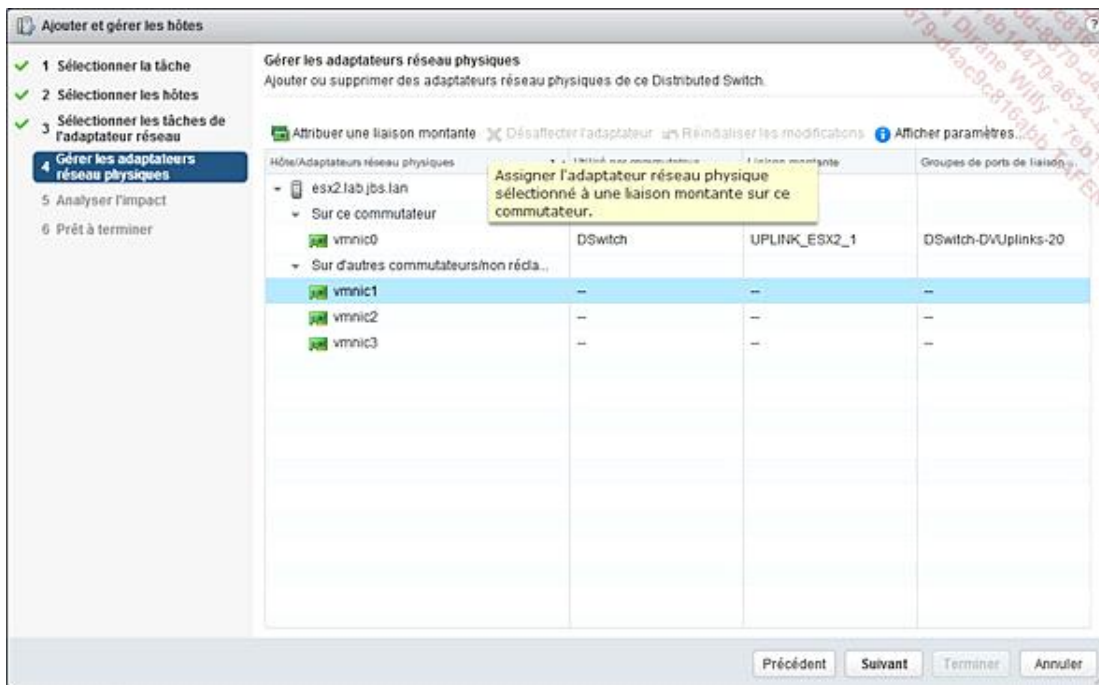 Ajouter et gérer les hôtes
?
1 Sélectionner la tâche
2 Sélectionner les hôtes
3 Sélectionner les tâches de
l'adaptateur réseau
4 Gérer les adaptateurs
réseau physiques
5 Analyser l'impact
6 Prêt à terminer
Gérer les adaptateurs réseau physiques
Ajouter ou supprimer des adaptateurs réseau physiques de ce Distributed Switch.
Attribuer une liaison montante Désaffecter l'adaptateur Réinitialiser les modifications Afficher paramètres...
Hôte/Adaptateurs réseau physiques 1 Utilisé par commutateur Liaison montante Groupes de ports de liaison...
Assigner l'adaptateur réseau physique
sélectionné à une liaison montante sur ce
commutateur.
esx2.lab.jbs.lan
Sur ce commutateur
vmnic0 DSwitch UPLINK_ESX2_1 DSwitch-DVUplinks-20
Sur d'autres commutateurs/non récla...
vmnic1 -- -- --
vmnic2 -- -- --
vmnic3 -- -- --
Précédent Suivant Terminer Annuler